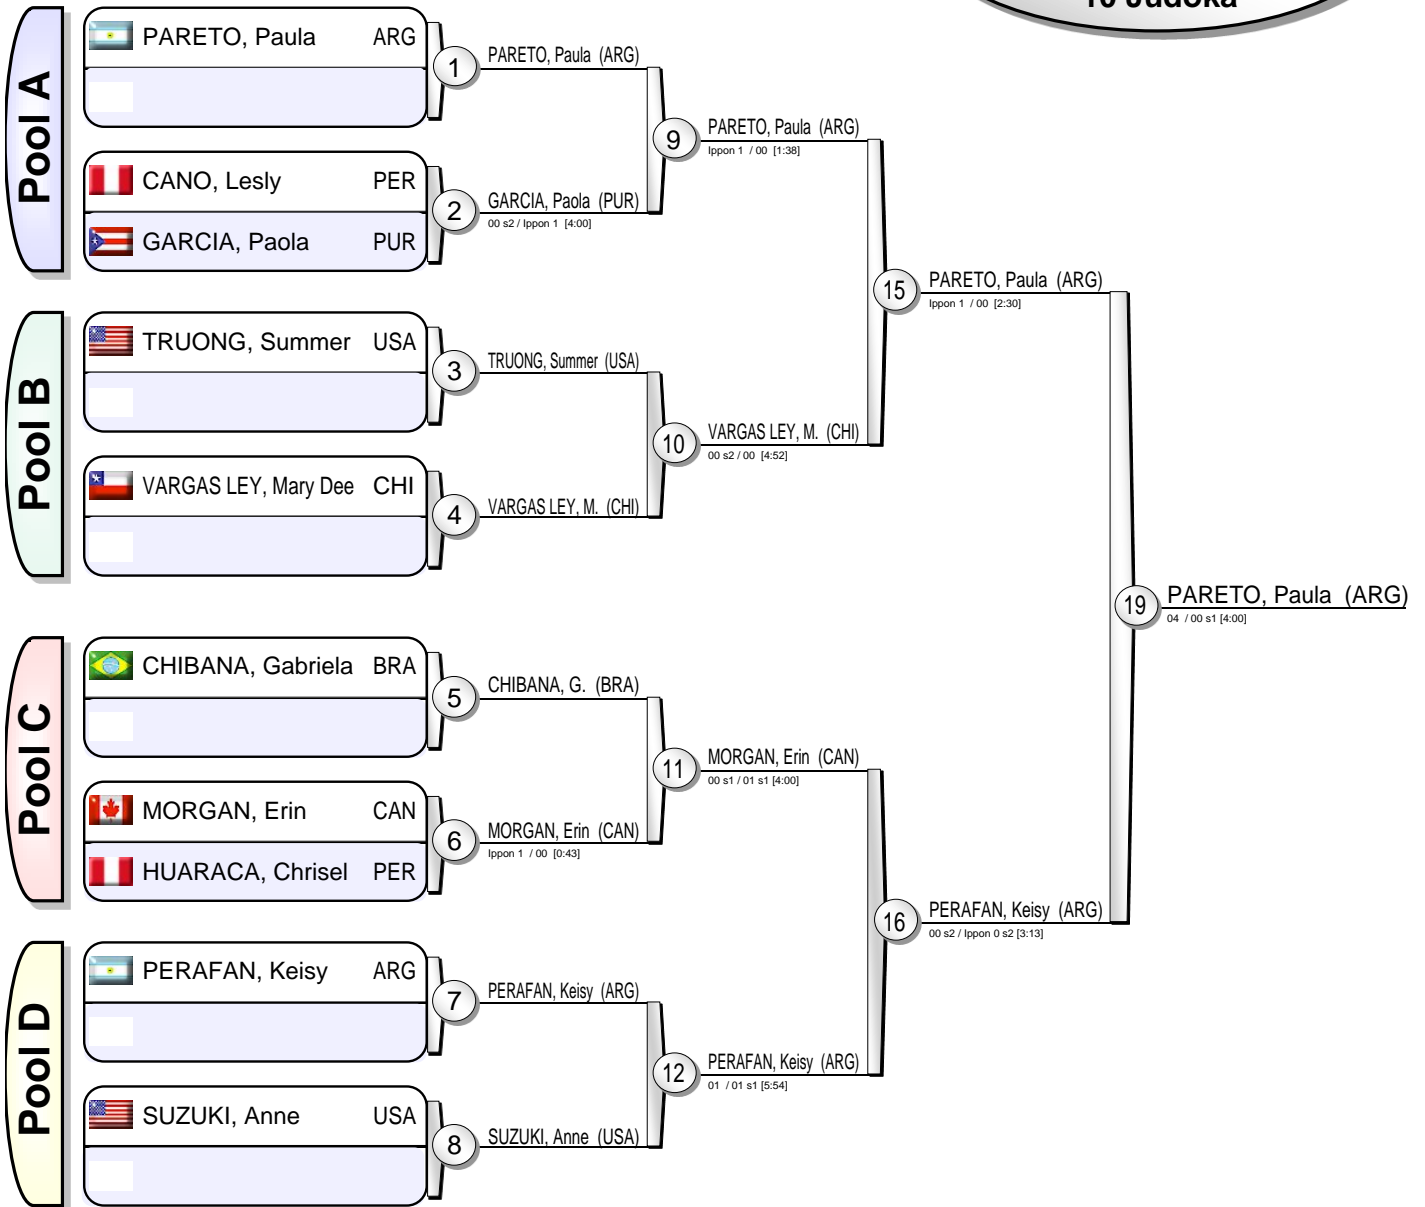 10 Judoka
Pool A
PARETO, Paula ARG
CANO, Lesly PER
GARCIA, Paola PUR
1
PARETO, Paula (ARG)
2
GARCIA, Paola (PUR)
00 s2 / Ippon 1 [4:00]
9
PARETO, Paula (ARG)
Ippon 1 / 00 [1:38]
Pool B
TRUONG, Summer USA
VARGAS LEY, Mary Dee CHI
3
TRUONG, Summer (USA)
4
VARGAS LEY, M. (CHI)
10
VARGAS LEY, M. (CHI)
00 s2 / 00 [4:52]
15
PARETO, Paula (ARG)
Ippon 1 / 00 [2:30]
Pool C
CHIBANA, Gabriela BRA
MORGAN, Erin CAN
HUARACA, Chrisel PER
5
CHIBANA, G. (BRA)
6
MORGAN, Erin (CAN)
Ippon 1 / 00 [0:43]
11
MORGAN, Erin (CAN)
00 s1 / 01 s1 [4:00]
Pool D
PERAFAN, Keisy ARG
SUZUKI, Anne USA
7
PERAFAN, Keisy (ARG)
8
SUZUKI, Anne (USA)
12
PERAFAN, Keisy (ARG)
01 / 01 s1 [5:54]
16
PERAFAN, Keisy (ARG)
00 s2 / Ippon 0 s2 [3:13]
19
PARETO, Paula (ARG)
04 / 00 s1 [4:00]